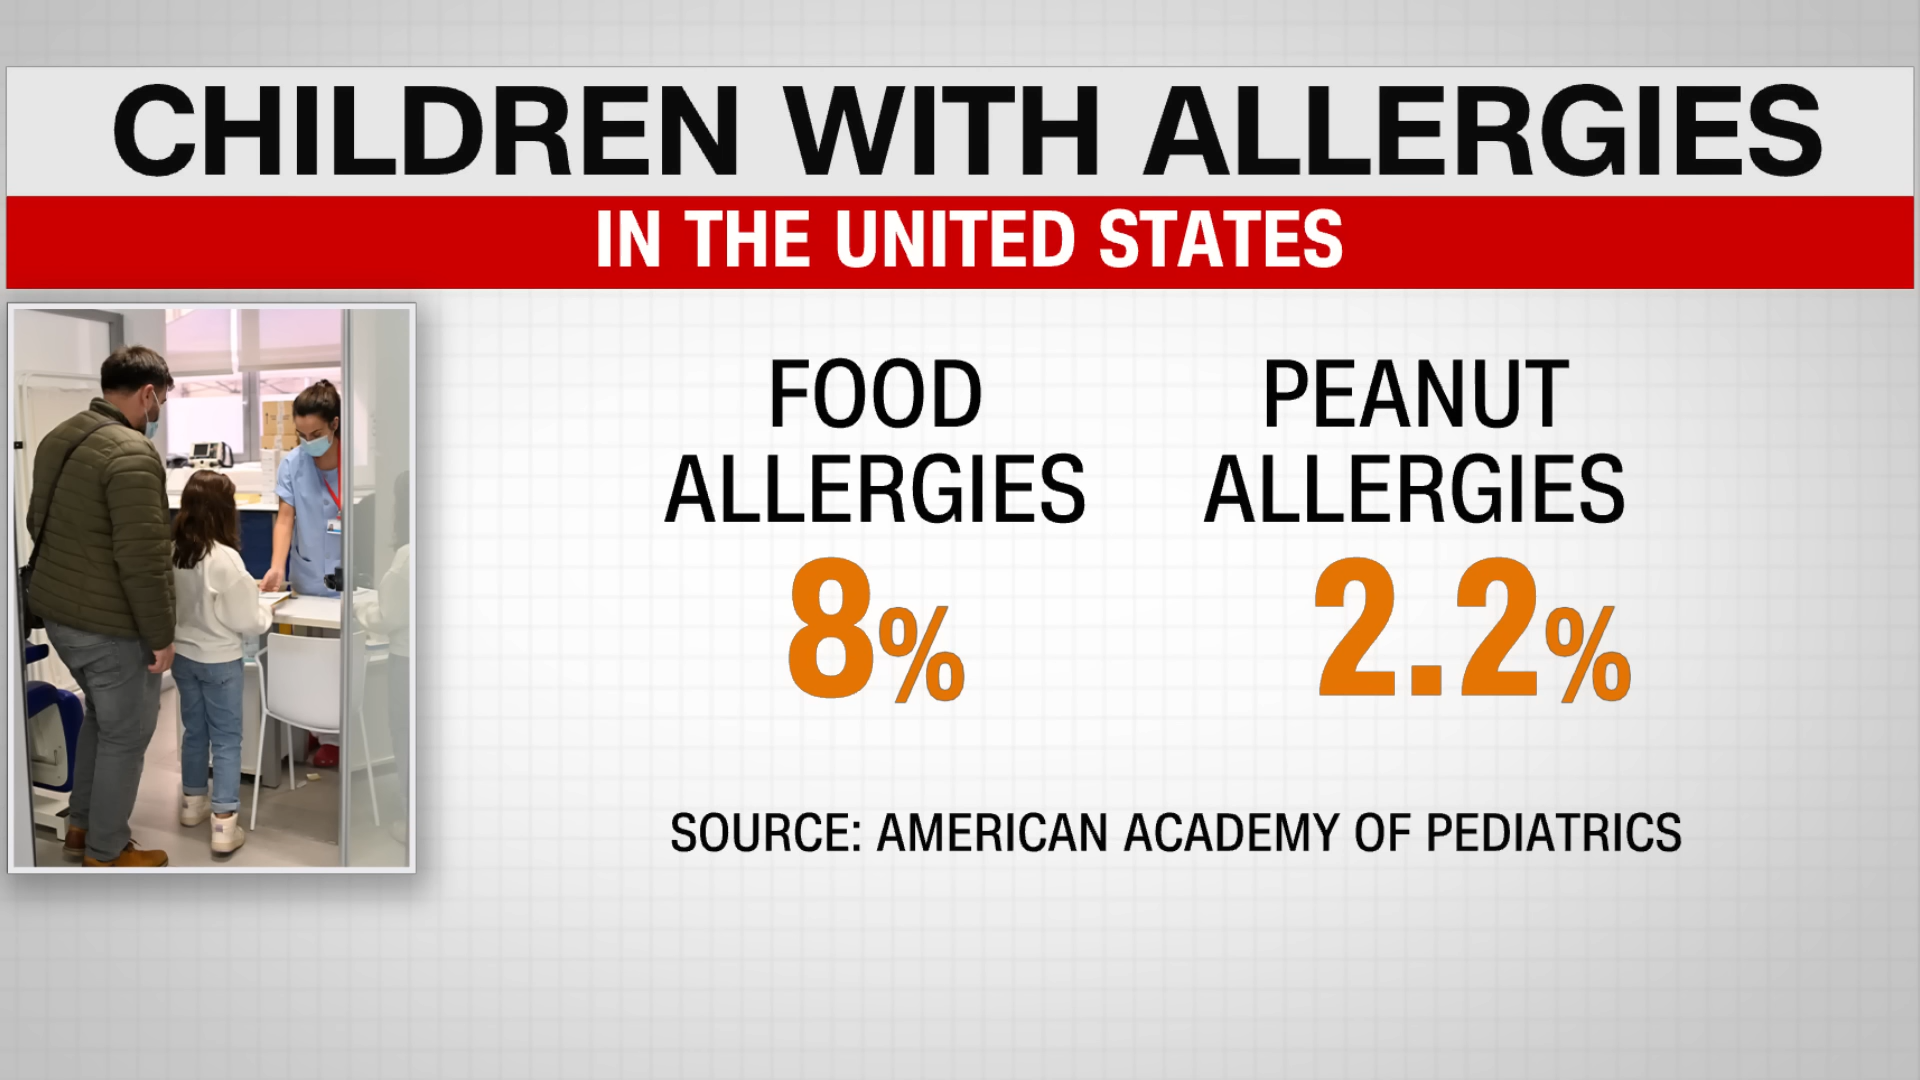 CHILDREN WITH ALLERGIES
IN THE UNITED STATES
FOOD
ALLERGIES
8%
PEANUT
ALLERGIES
2.2%
SOURCE: AMERICAN ACADEMY OF PEDIATRICS